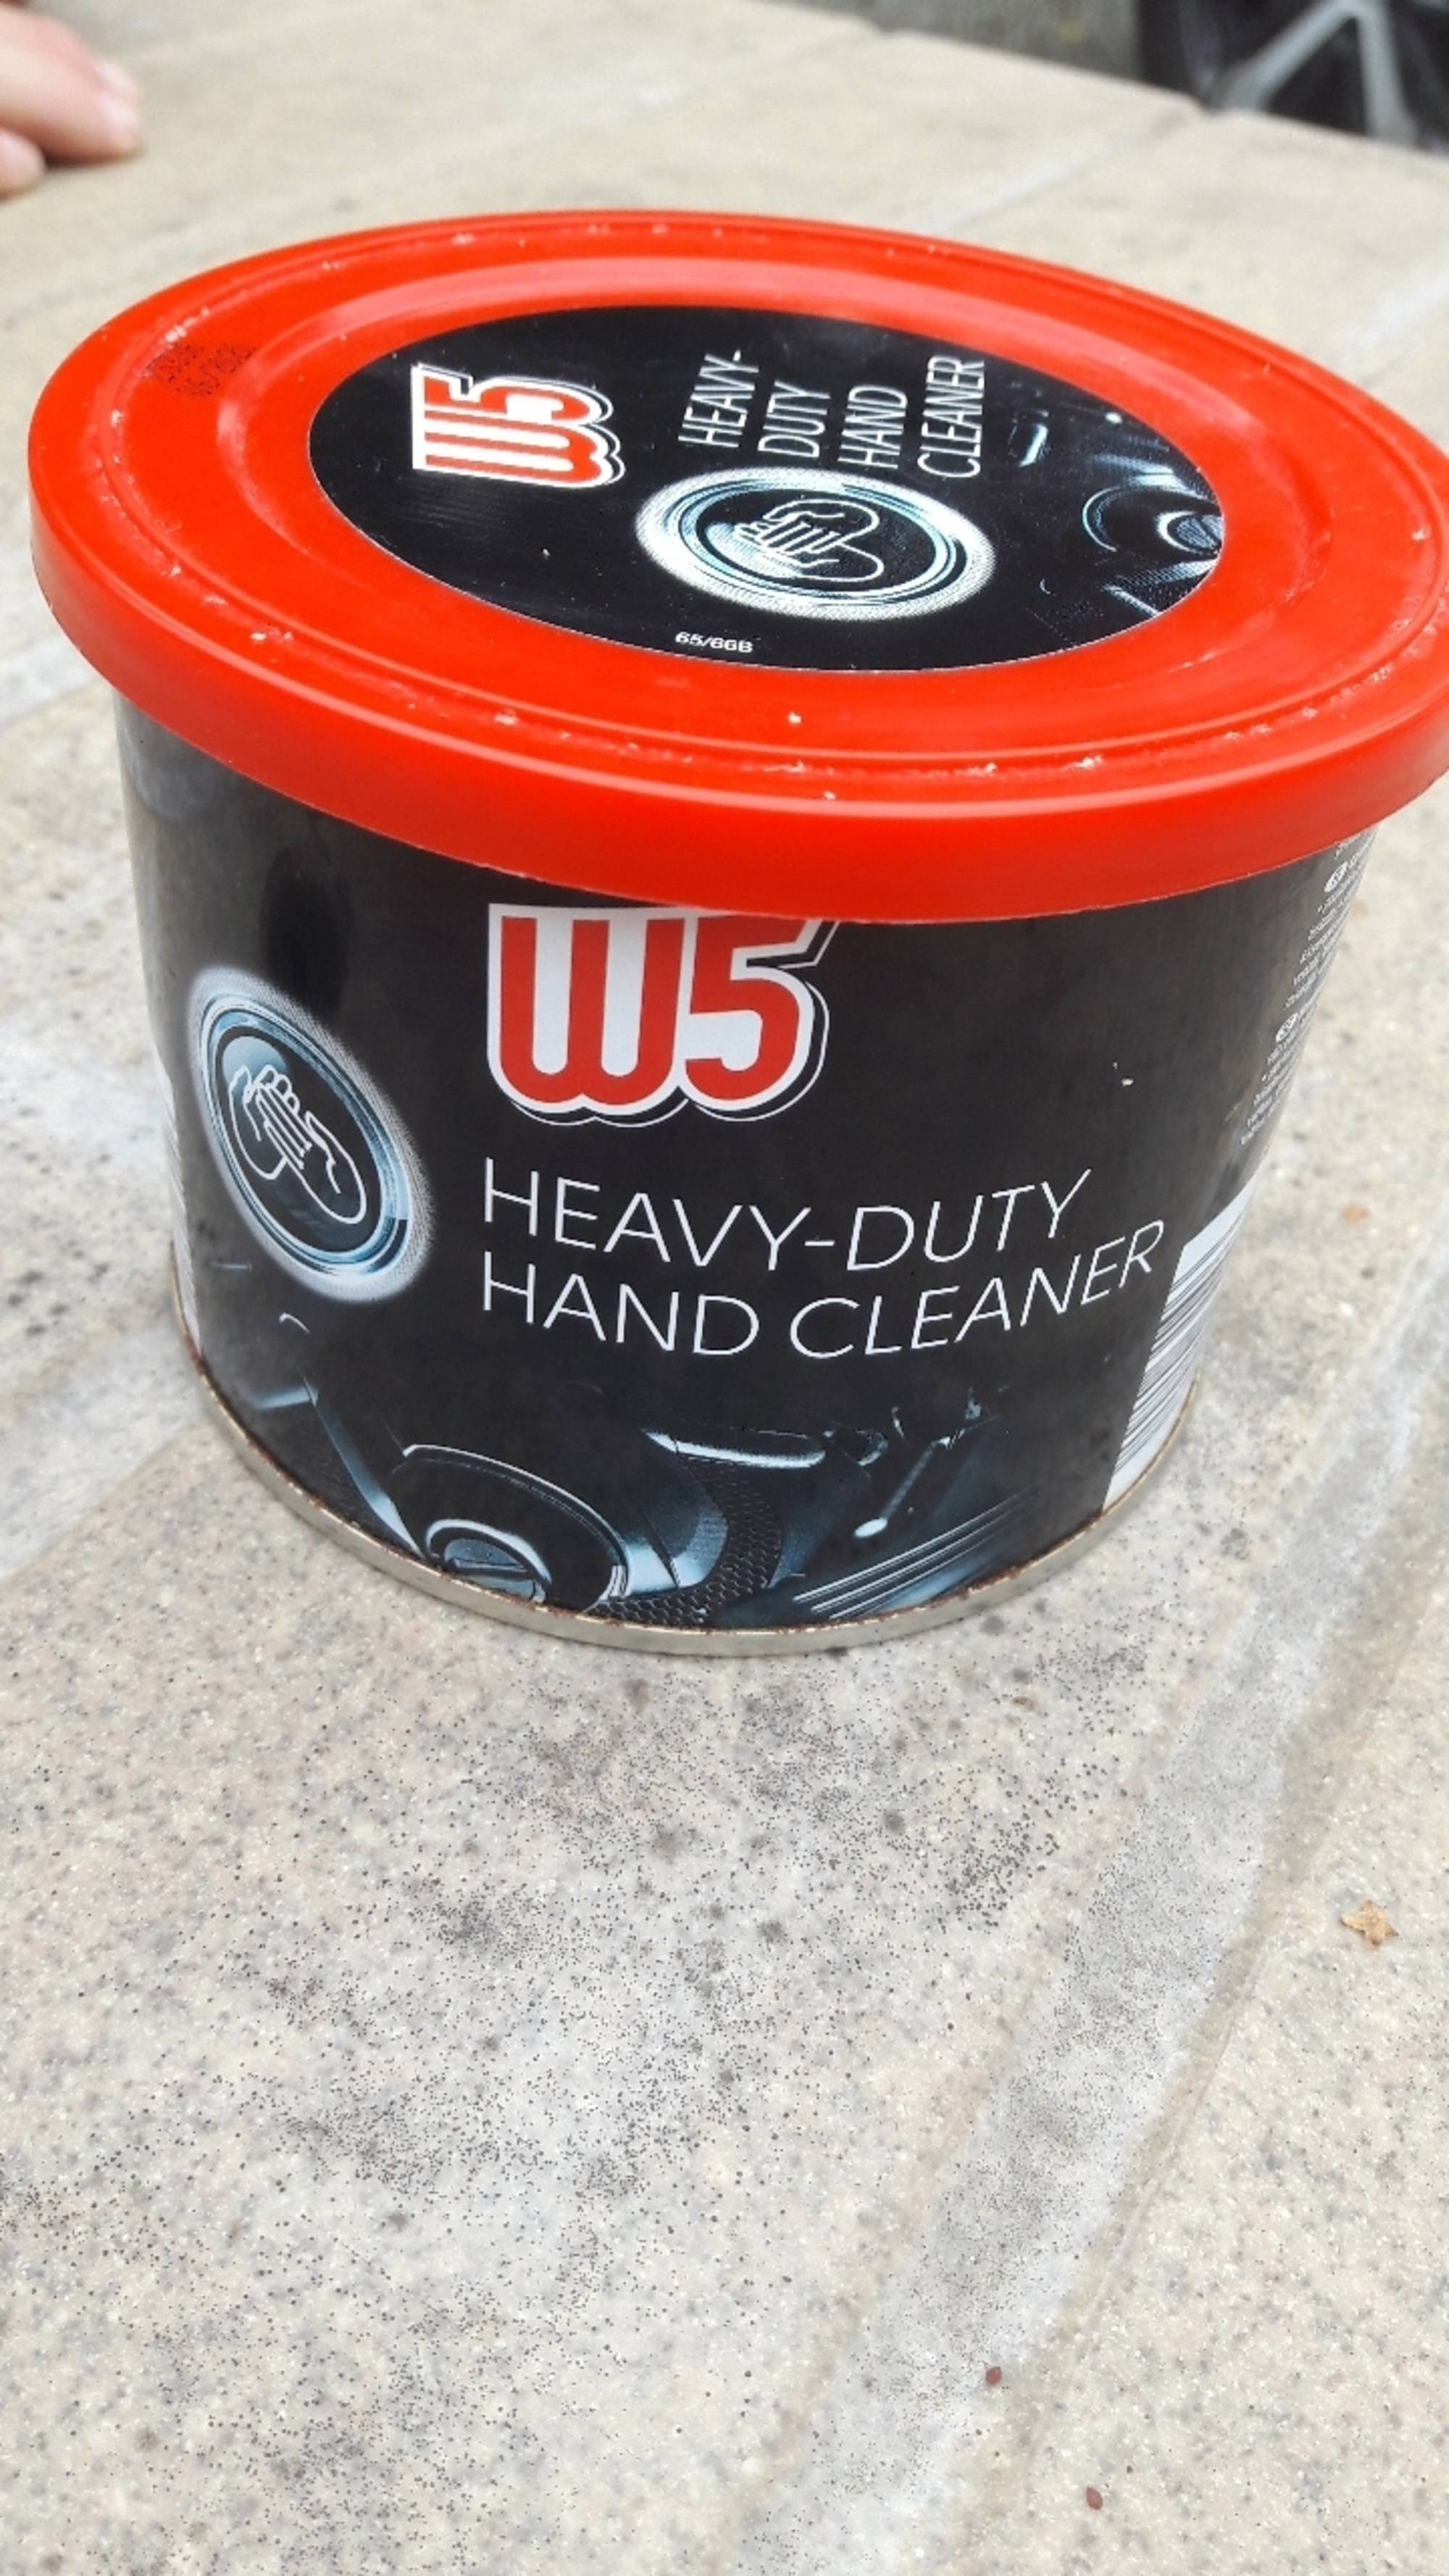 W5
HEAVY-
DUTY
HAND
CLEANER
65/66B
W5
HEAVY-DUTY
HAND CLEANER